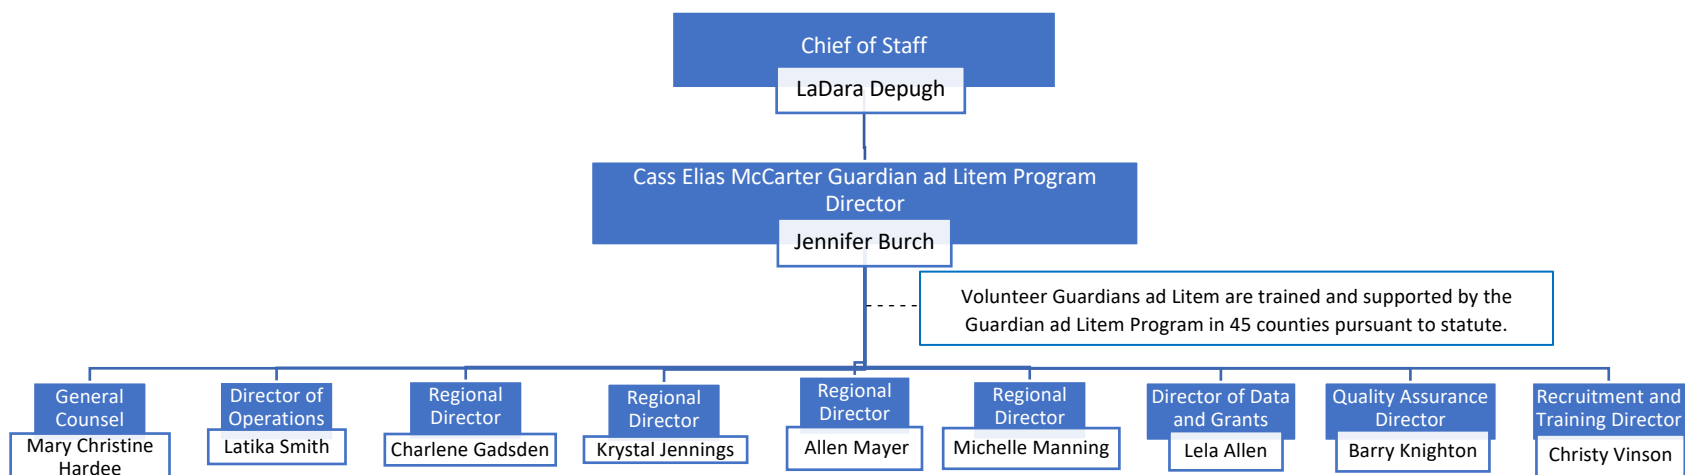 Chief of Staff
LaDara Depugh
Cass Elias McCarter Guardian ad Litem Program
Director
Jennifer Burch
Volunteer Guardians ad Litem are trained and supported by the
Guardian ad Litem Program in 45 counties pursuant to statute.
General
Counsel
Mary Christine
Hardee
Director of
Operations
Latika Smith
Regional
Director
Charlene Gadsden
Regional
Director
Krystal Jennings
Regional
Director
Allen Mayer
Regional
Director
Michelle Manning
Director of Data
and Grants
Lela Allen
Quality Assurance
Director
Barry Knighton
Recruitment and
Training Director
Christy Vinson